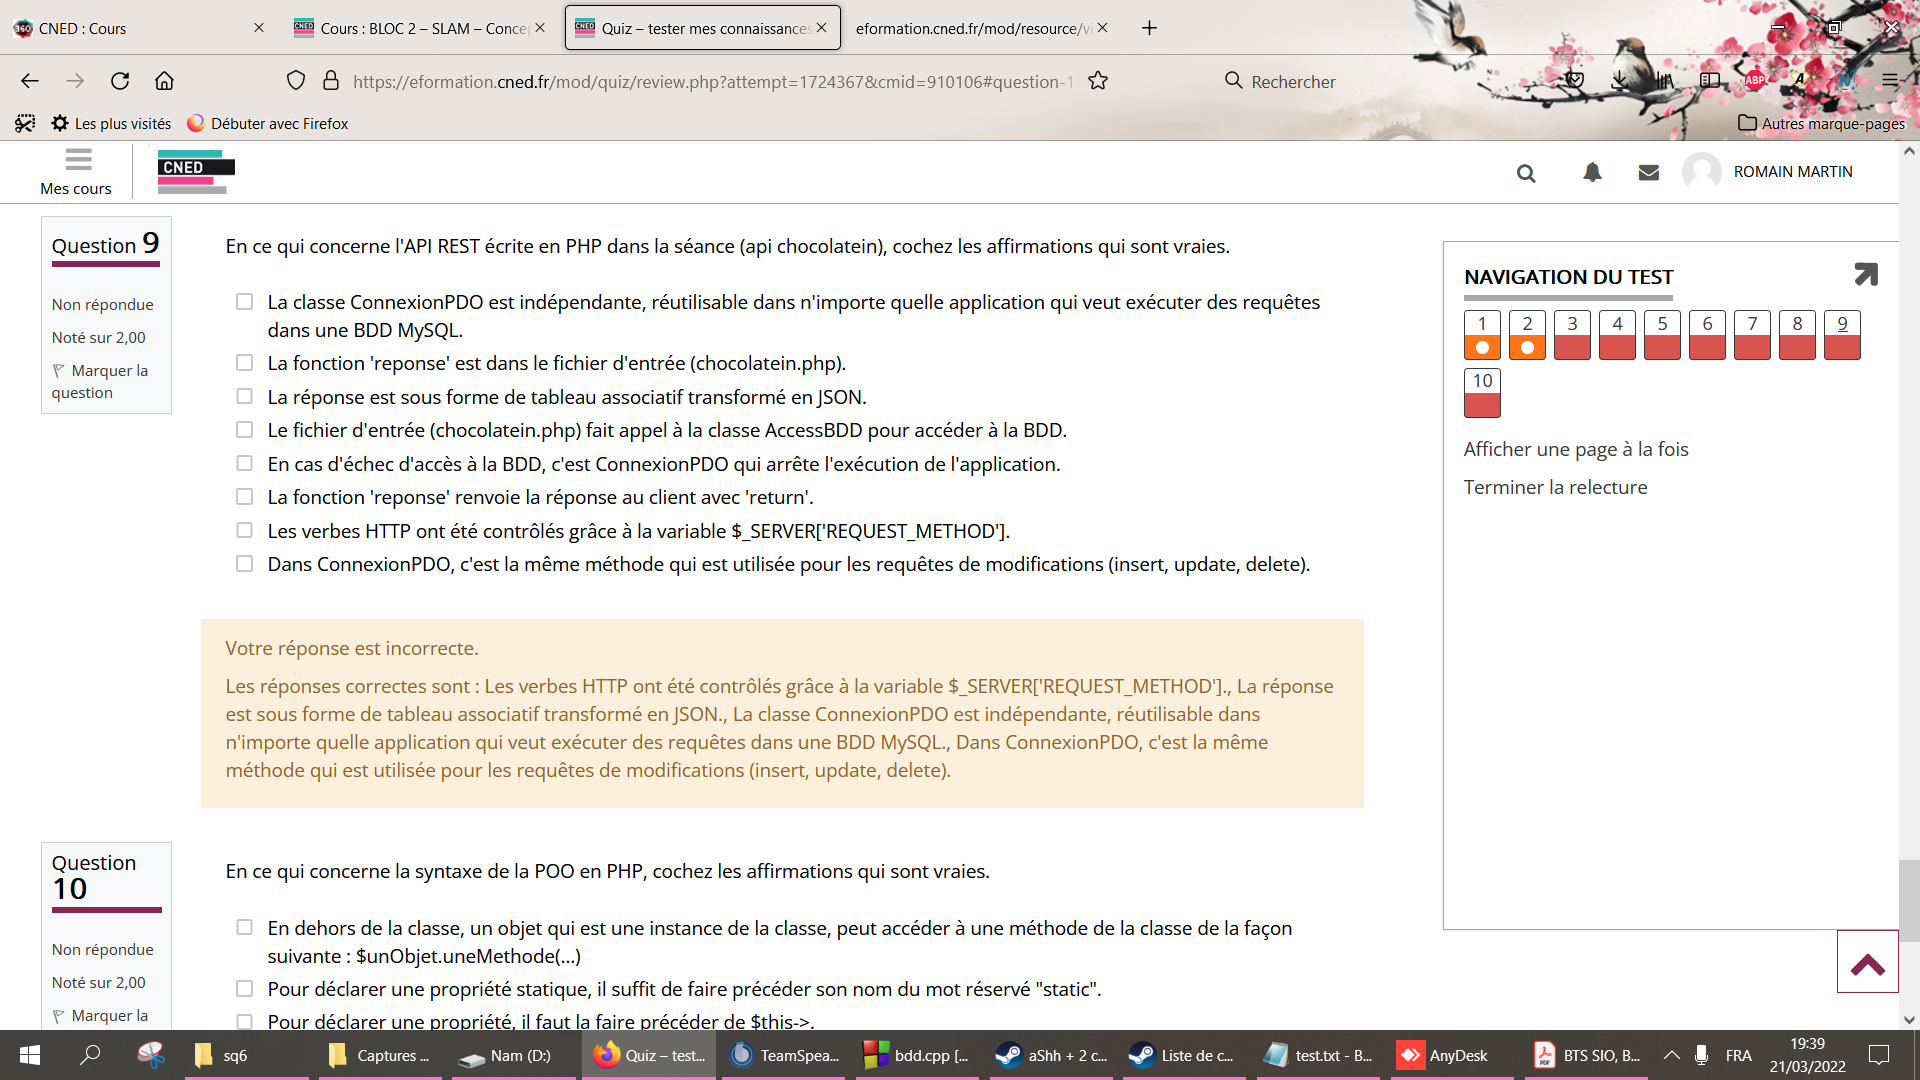 CNED : Cours
Cours : BLOC 2 – SLAM – Conce
Quiz – tester mes connaissances
eformation.cned.fr/mod/resource/vi
https://eformation.cned.fr/mod/quiz/review.php?attempt=1724367&cmid=910106#question-1
Rechercher
ABP
Les plus visités
Débuter avec Firefox
Autres marque-pages
Mes cours
CNED
ROMAIN MARTIN
Question 9
Non répondue
Noté sur 2,00
Marquer la
question
En ce qui concerne l'API REST écrite en PHP dans la séance (api chocolatein), cochez les affirmations qui sont vraies.
La classe ConnexionPDO est indépendante, réutilisable dans n'importe quelle application qui veut exécuter des requêtes
dans une BDD MySQL.
La fonction 'reponse' est dans le fichier d'entrée (chocolatein.php).
La réponse est sous forme de tableau associatif transformé en JSON.
Le fichier d'entrée (chocolatein.php) fait appel à la classe AccessBDD pour accéder à la BDD.
En cas d'échec d'accès à la BDD, c'est ConnexionPDO qui arrête l'exécution de l'application.
La fonction 'reponse' renvoie la réponse au client avec 'return'.
Les verbes HTTP ont été contrôlés grâce à la variable $_SERVER['REQUEST_METHOD'].
Dans ConnexionPDO, c'est la même méthode qui est utilisée pour les requêtes de modifications (insert, update, delete).
Votre réponse est incorrecte.
Les réponses correctes sont : Les verbes HTTP ont été contrôlés grâce à la variable $_SERVER['REQUEST_METHOD']., La réponse
est sous forme de tableau associatif transformé en JSON., La classe ConnexionPDO est indépendante, réutilisable dans
n'importe quelle application qui veut exécuter des requêtes dans une BDD MySQL., Dans ConnexionPDO, c'est la même
méthode qui est utilisée pour les requêtes de modifications (insert, update, delete).
NAVIGATION DU TEST
1 2 3 4 5 6 7 8 9
10
Afficher une page à la fois
Terminer la relecture
Question
10
Non répondue
Noté sur 2,00
Marquer la
En ce qui concerne la syntaxe de la POO en PHP, cochez les affirmations qui sont vraies.
En dehors de la classe, un objet qui est une instance de la classe, peut accéder à une méthode de la classe de la façon
suivante : $unObjet.uneMethode(...)
Pour déclarer une propriété statique, il suffit de faire précéder son nom du mot réservé "static".
Pour déclarer une propriété, il faut la faire précéder de $this->.
sq6
Captures ...
Nam (D:)
Quiz – test...
TeamSpea...
bdd.cpp [...
aShh + 2 c...
Liste de c...
test.txt - B...
AnyDesk
BTS SIO, B...
FRA
19:39
21/03/2022